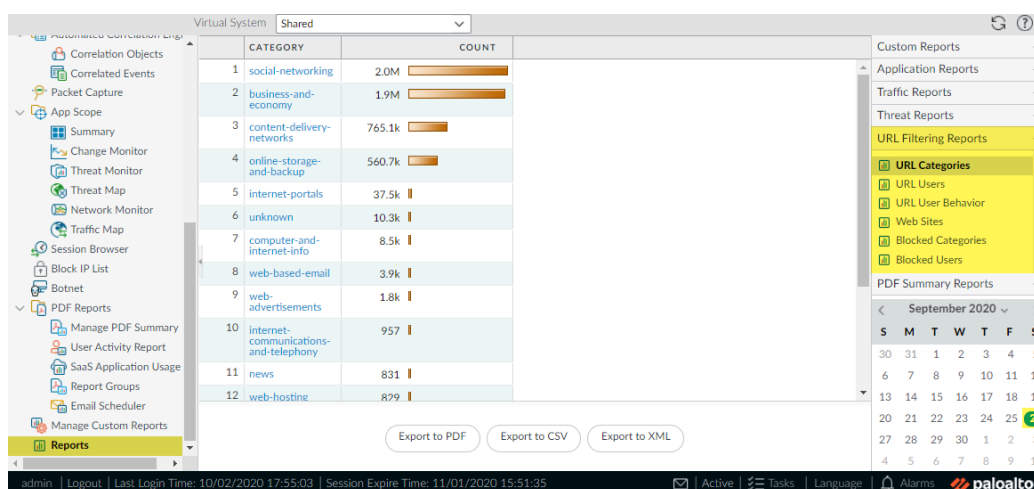 Virtual System Shared
Automated Correlation Engi
Correlation Objects
Correlated Events
Packet Capture
App Scope
Summary
Change Monitor
Threat Monitor
Threat Map
Network Monitor
Traffic Map
Session Browser
Block IP List
Botnet
PDF Reports
Manage PDF Summary
User Activity Report
SaaS Application Usage
Report Groups
Email Scheduler
Manage Custom Reports
Reports
CATEGORY COUNT
1 social-networking 2.0M
2 business-and-
economy 1.9M
3 content-delivery-
networks 765.1k
4 online-storage-
and-backup 560.7k
5 internet-portals 37.5k
6 unknown 10.3k
7 computer-and-
internet-info 8.5k
8 web-based-email 3.9k
9 web-
advertisements 1.8k
10 internet-
communications-
and-telephony 957
11 news 831
12 web-hosting 829
Export to PDF Export to CSV Export to XML
Custom Reports
Application Reports
Traffic Reports
Threat Reports
URL Filtering Reports
URL Categories
URL Users
URL User Behavior
Web Sites
Blocked Categories
Blocked Users
PDF Summary Reports
< September 2020
S M T W T F S
30 31 1 2 3 4
6 7 8 9 10 11
13 14 15 16 17 18
20 21 22 23 24 25
27 28 29 30 1 2
4 5 6 7 8 9
admin | Logout | Last Login Time: 10/02/2020 17:55:03 | Session Expire Time: 11/01/2020 15:51:35 | Active | Tasks | Language | Alarms paloalto